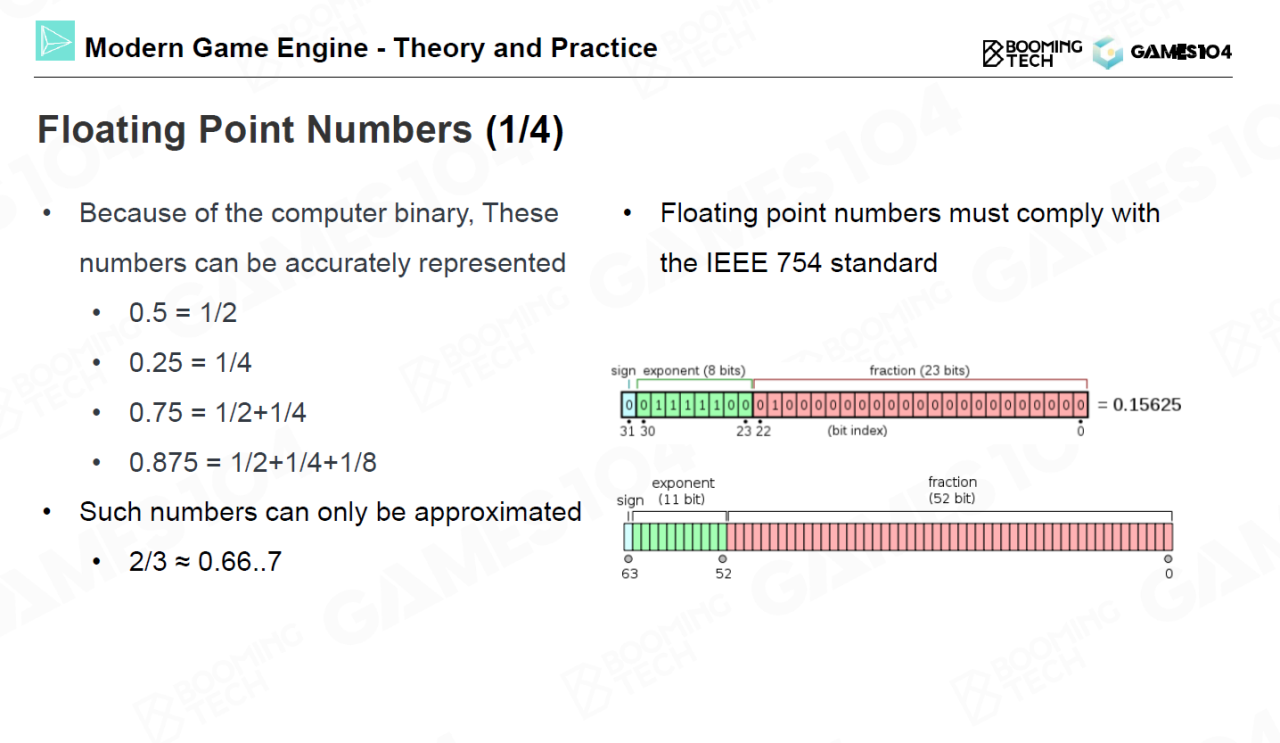 Modern Game Engine - Theory and Practice
BOOMING
TECH
GAMES104
Floating Point Numbers (1/4)
• Because of the computer binary, These
numbers can be accurately represented
• 0.5 = 1/2
• 0.25 = 1/4
• 0.75 = 1/2+1/4
• 0.875 = 1/2+1/4+1/8
• Such numbers can only be approximated
• 2/3 ≈ 0.66..7
• Floating point numbers must comply with
the IEEE 754 standard
sign exponent (8 bits) fraction (23 bits)
0 0 1 1 1 1 1 0 0 0 1 0 0 0 0 0 0 0 0 0 0 0 0 0 0 0 0 0 0 0 0 0 = 0.15625
31 30 23 22 (bit index) 0
exponent fraction
sign (11 bit) (52 bit)
63 52 0